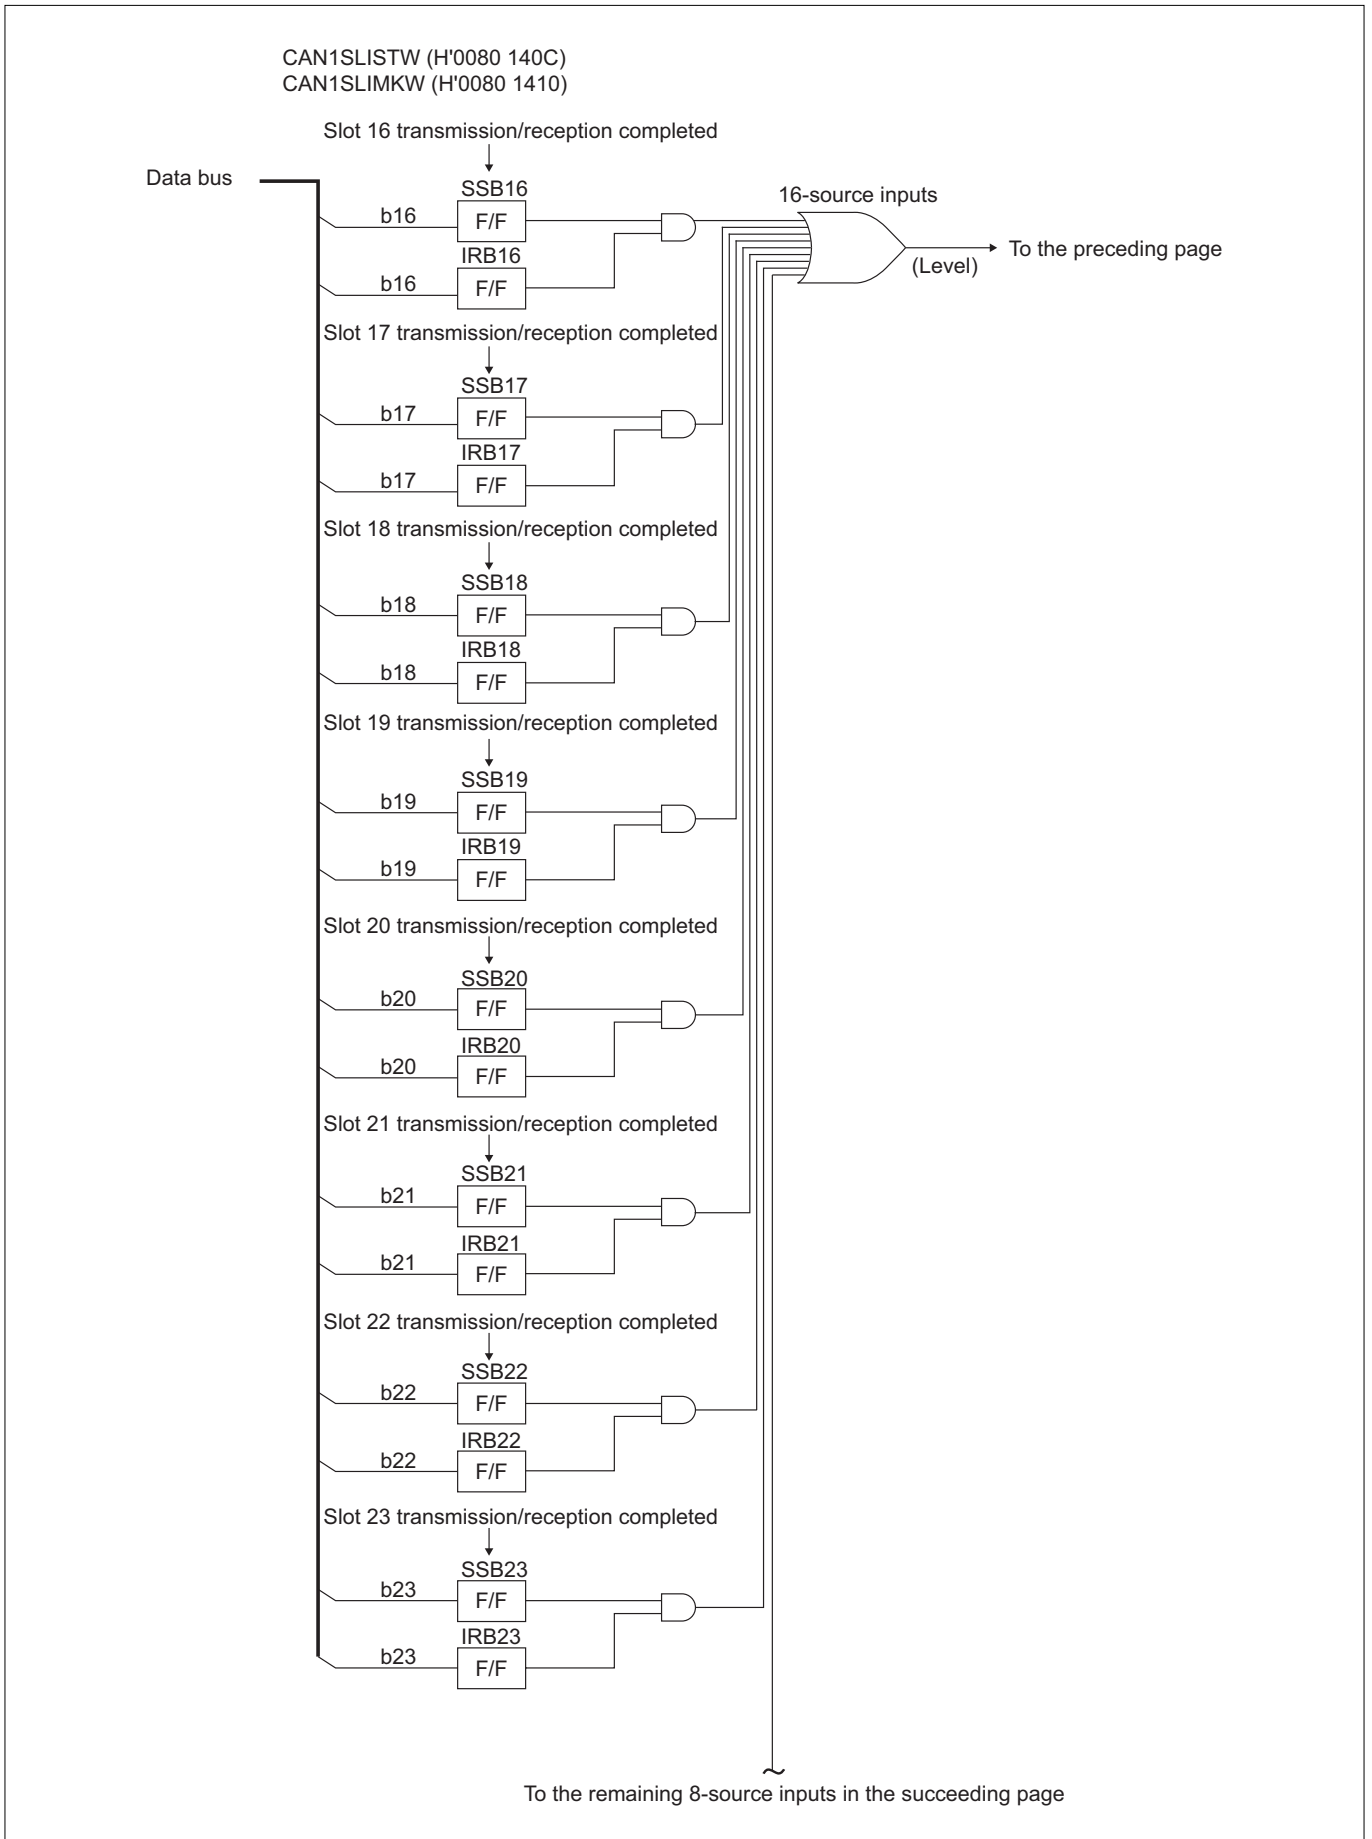 CAN1SLISTW (H'0080 140C)
CAN1SLIMKW (H'0080 1410)
Slot 16 transmission/reception completed
Data bus
SSB16
16-source inputs
b16
F/F
To the preceding page
(Level)
IRB16
b16
F/F
Slot 17 transmission/reception completed
SSB17
b17
F/F
IRB17
b17
F/F
Slot 18 transmission/reception completed
SSB18
b18
F/F
IRB18
b18
F/F
Slot 19 transmission/reception completed
SSB19
b19
F/F
IRB19
b19
F/F
Slot 20 transmission/reception completed
SSB20
b20
F/F
IRB20
b20
F/F
Slot 21 transmission/reception completed
SSB21
b21
F/F
IRB21
b21
F/F
Slot 22 transmission/reception completed
SSB22
b22
F/F
IRB22
b22
F/F
Slot 23 transmission/reception completed
SSB23
b23
F/F
IRB23
b23
F/F
To the remaining 8-source inputs in the succeeding page